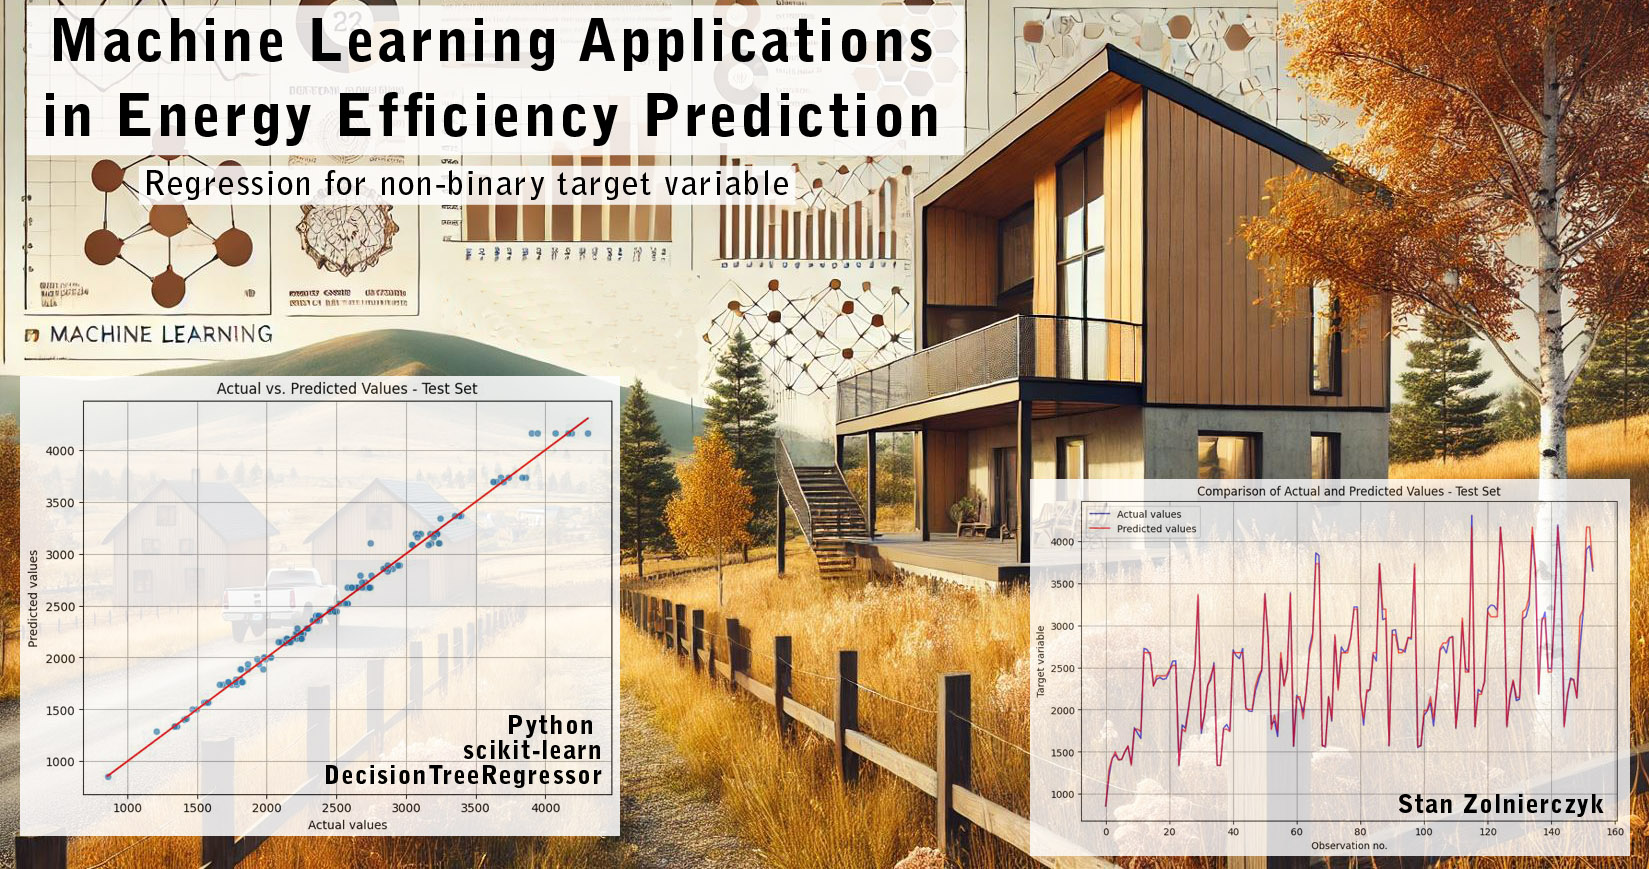 Machine Learning Applications
in Energy Efficiency Prediction
Regression for non-binary target variable
22
MACHINE LEARNING
Actual vs. Predicted Values - Test Set
Predicted values
4000
3500
3000
2500
2000
1500
1000
1000 1500 2000 2500 3000 3500 4000
Actual values
Python
scikit-learn
DecisionTreeRegressor
Comparison of Actual and Predicted Values - Test Set
Actual values
Predicted values
Target variable
4000
3500
3000
2500
2000
1500
1000
0 20 40 60 80 100 120 140 160
Observation no.
Stan Zolnierczyk